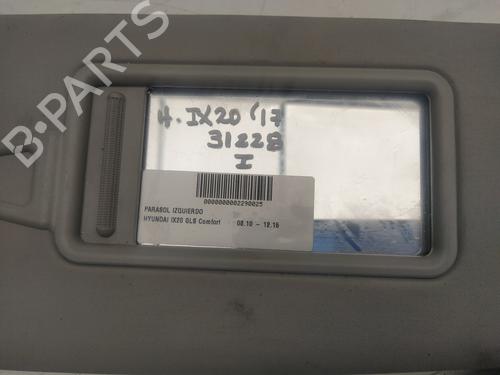 H. IX20 '17
31228
I
0000000002290025
PARASOL IZQUIERDO
HYUNDAI IX20 GLS Comfort 08.10 - 12.16
B-PARTS